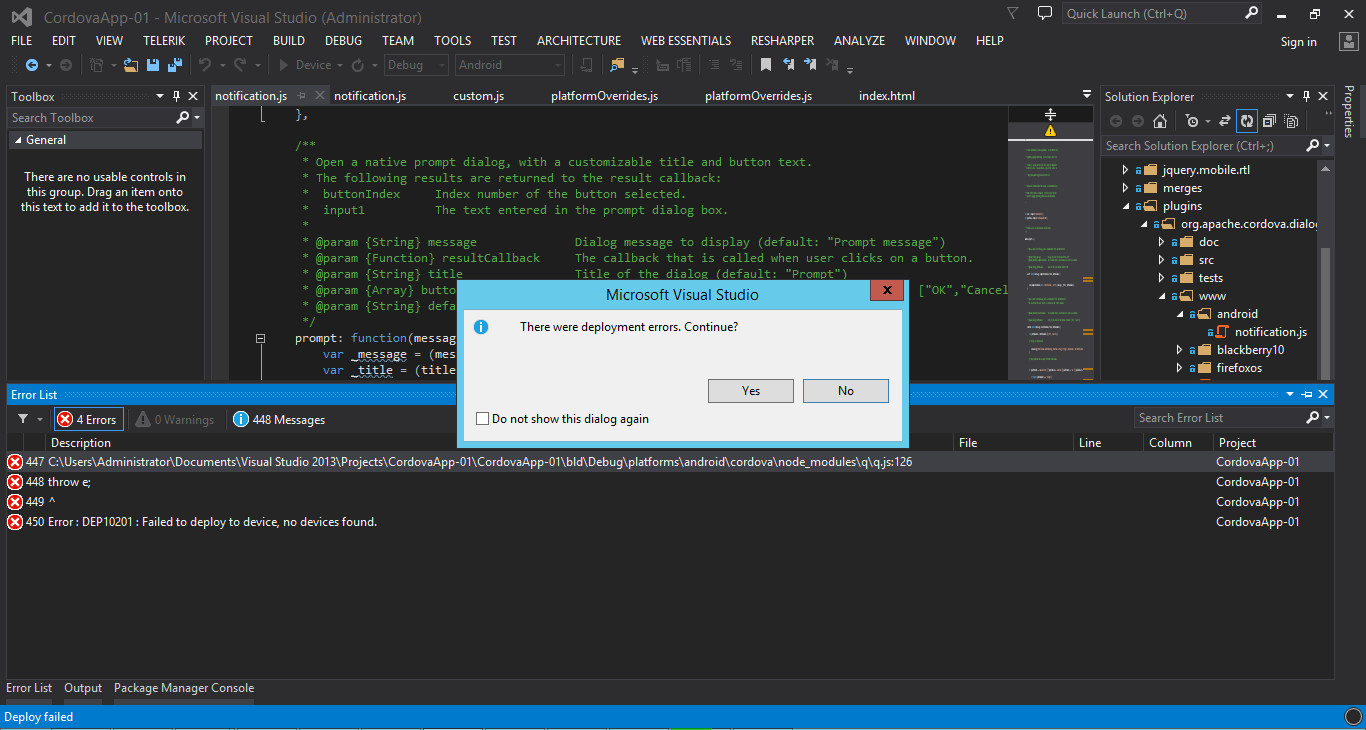 CordovaApp-01 - Microsoft Visual Studio (Administrator)
Quick Launch (Ctrl+Q)
FILE EDIT VIEW TELERIK PROJECT BUILD DEBUG TEAM TOOLS TEST ARCHITECTURE WEB ESSENTIALS RESHARPER ANALYZE WINDOW HELP
Sign in
Device Debug Android
Toolbox
Search Toolbox
General
There are no usable controls in
this group. Drag an item onto
this text to add it to the toolbox.
notification.js notification.js custom.js platformOverrides.js platformOverrides.js index.html
},
/**
* Open a native prompt dialog, with a customizable title and button text.
* The following results are returned to the result callback:
* buttonIndex Index number of the button selected.
* input1 The text entered in the prompt dialog box.
*
* @param {String} message Dialog message to display (default: "Prompt message")
* @param {Function} resultCallback The callback that is called when user clicks on a button.
* @param {String} title Title of the dialog (default: "Prompt")
* @param {Array} butto ["OK","Cancel
* @param {String} defa
*/
prompt: function(messag
var _message = (mes
var _title = (title
Solution Explorer
Search Solution Explorer (Ctrl+;)
jquery.mobile.rtl
merges
plugins
org.apache.cordova.dialo
doc
src
tests
www
android
notification.js
blackberry10
firefoxos
Properties
Microsoft Visual Studio
x
There were deployment errors. Continue?
Yes No
Do not show this dialog again
Error List
4 Errors 0 Warnings 448 Messages
Search Error List
Description File Line Column Project
447 C:\Users\Administrator\Documents\Visual Studio 2013\Projects\CordovaApp-01\CordovaApp-01\bld\Debug\platforms\android\cordova\node_modules\q\q.js:126 CordovaApp-01
448 throw e; CordovaApp-01
449 ^ CordovaApp-01
450 Error : DEP10201 : Failed to deploy to device, no devices found. CordovaApp-01
Error List Output Package Manager Console
Deploy failed